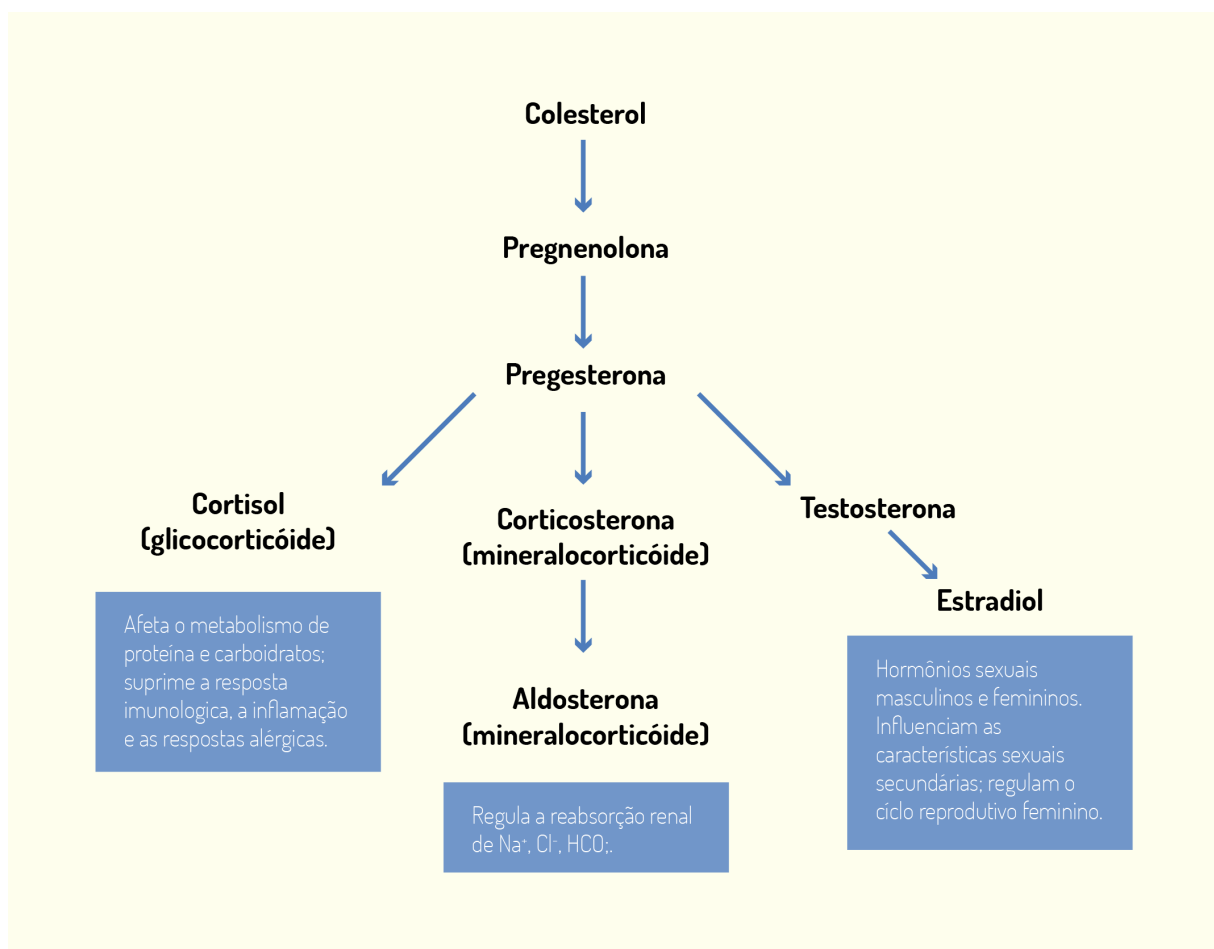 Colesterol
Pregnenolona
Pregesterona
Cortisol
(glicocorticóide)
Afeta o metabolismo de
proteína e carboidratos;
suprime a resposta
imunologica, a inflamação
e as respostas alérgicas.
Corticosterona
(mineralocorticóide)
Aldosterona
(mineralocorticóide)
Regula a reabsorção renal
de Na⁺, Cl⁻, HCO;.
Testosterona
Estradiol
Hormônios sexuais
masculinos e femininos.
Influenciam as
características sexuais
secundárias; regulam o
cíclo reprodutivo feminino.